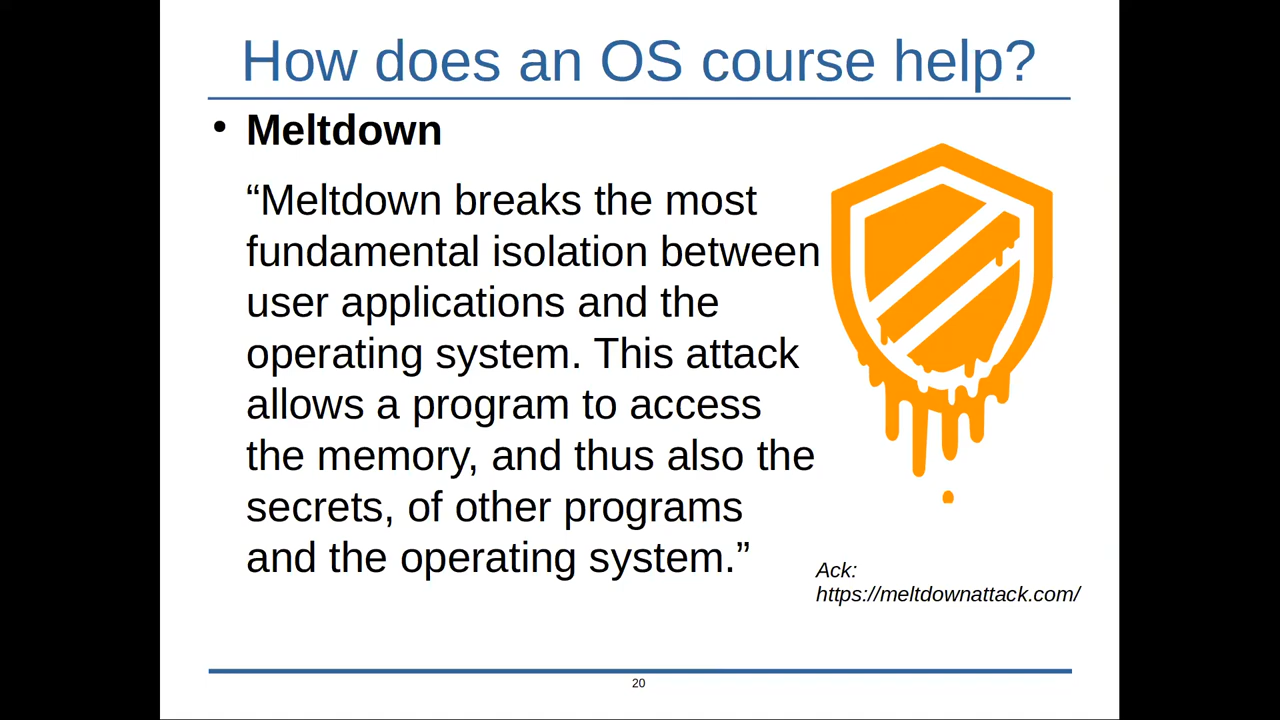 How does an OS course help?
• Meltdown
“Meltdown breaks the most
fundamental isolation between
user applications and the
operating system. This attack
allows a program to access
the memory, and thus also the
secrets, of other programs
and the operating system.”
Ack:
https://meltdownattack.com/
20